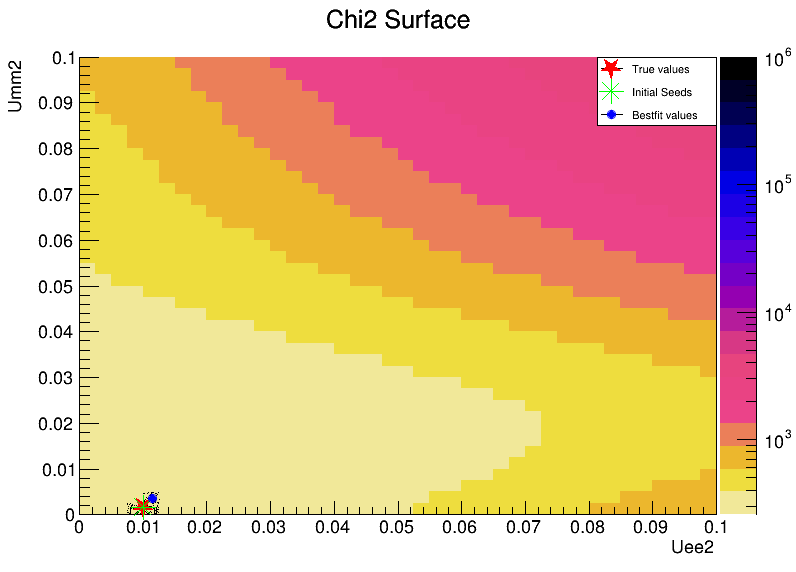 Chi2 Surface
Umm2
0.1
0.09
0.08
0.07
0.06
0.05
0.04
0.03
0.02
0.01
0
0 0.01 0.02 0.03 0.04 0.05 0.06 0.07 0.08 0.09 0.1
Uee2
True values
Initial Seeds
Bestfit values
10⁶
10⁵
10⁴
10³